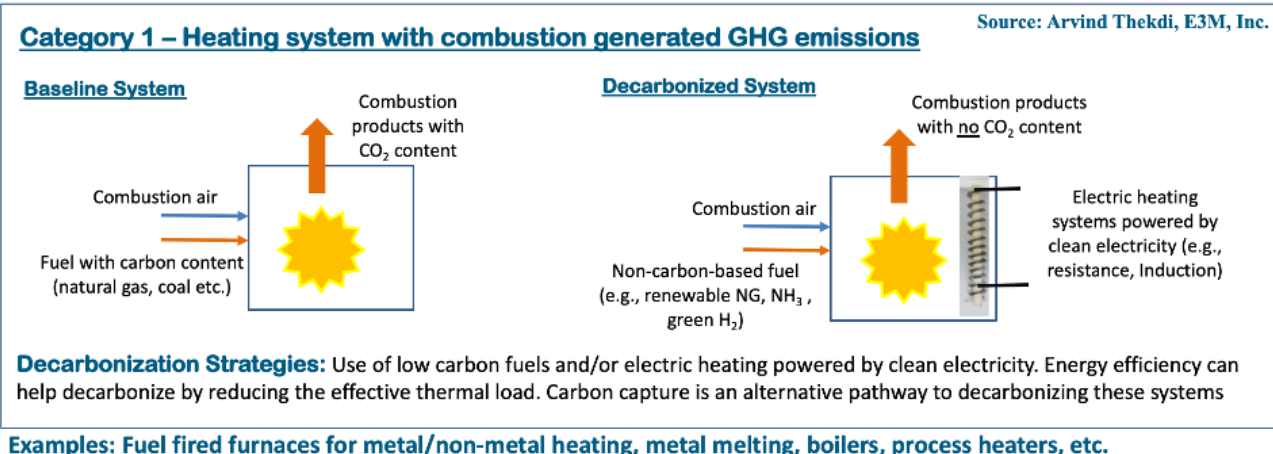 Source: Arvind Thekdi, E3M, Inc.
Category 1 – Heating system with combustion generated GHG emissions
Baseline System
Combustion
products with
CO₂ content
Combustion air
Fuel with carbon content
(natural gas, coal etc.)
Decarbonized System
Combustion products
with no CO₂ content
Combustion air
Non-carbon-based fuel
(e.g., renewable NG, NH₃ ,
green H₂)
Electric heating
systems powered by
clean electricity (e.g.,
resistance, Induction)
Decarbonization Strategies: Use of low carbon fuels and/or electric heating powered by clean electricity. Energy efficiency can
help decarbonize by reducing the effective thermal load. Carbon capture is an alternative pathway to decarbonizing these systems
Examples: Fuel fired furnaces for metal/non-metal heating, metal melting, boilers, process heaters, etc.